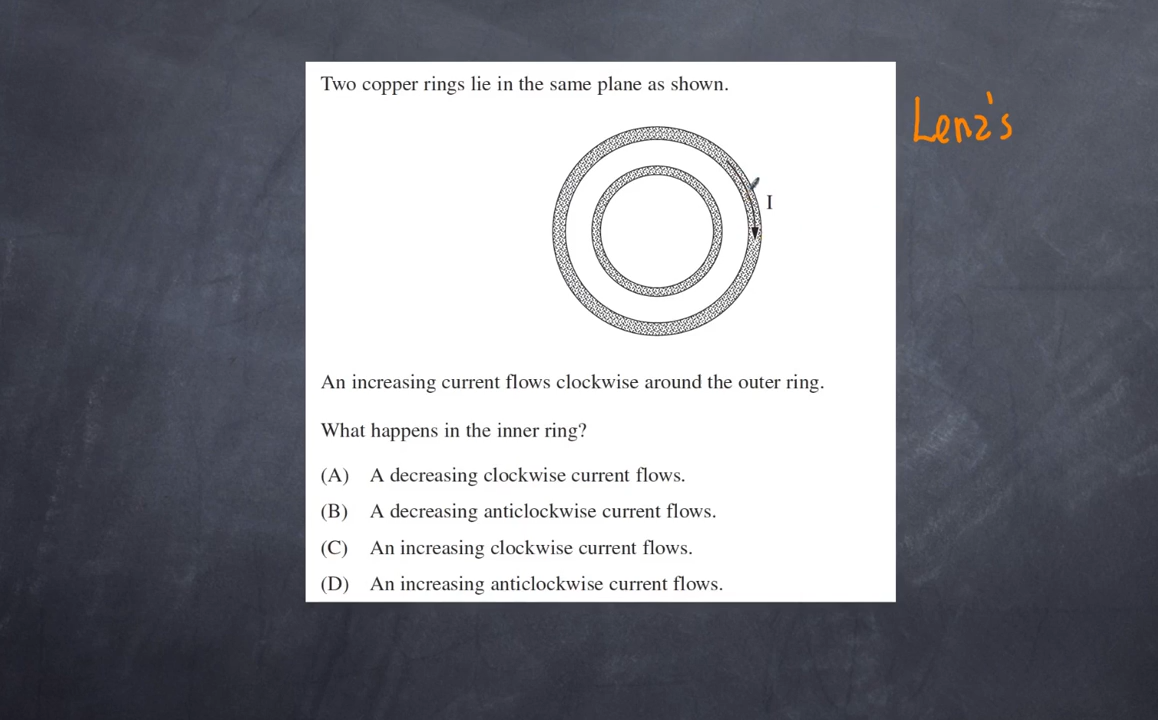 Two copper rings lie in the same plane as shown.
Lenz's
I
An increasing current flows clockwise around the outer ring.
What happens in the inner ring?
(A) A decreasing clockwise current flows.
(B) A decreasing anticlockwise current flows.
(C) An increasing clockwise current flows.
(D) An increasing anticlockwise current flows.